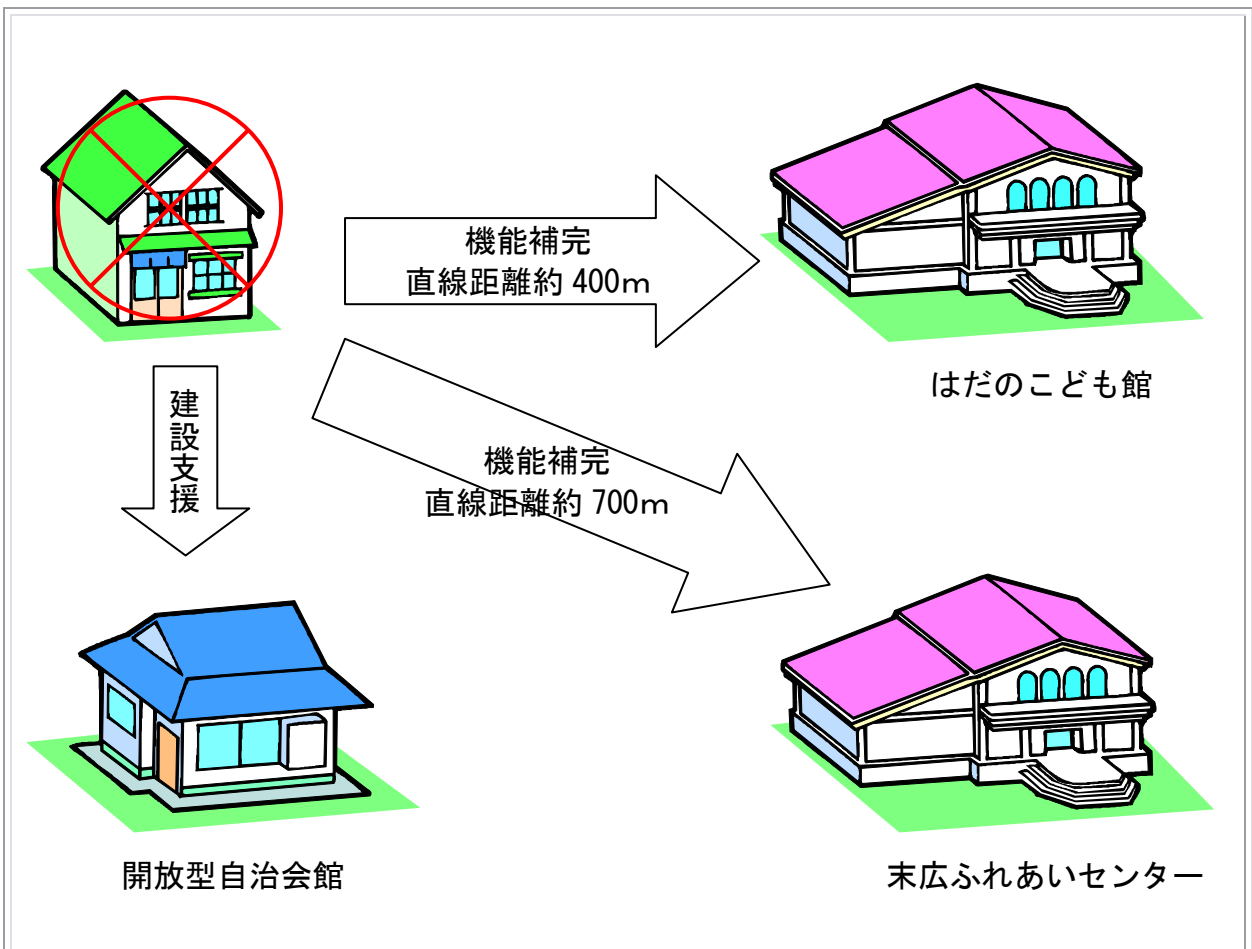 機能補完
直線距離約 400m
はだのこども館
建設支援
機能補完
直線距離約 700m
開放型自治会館
末広ふれあいセンター